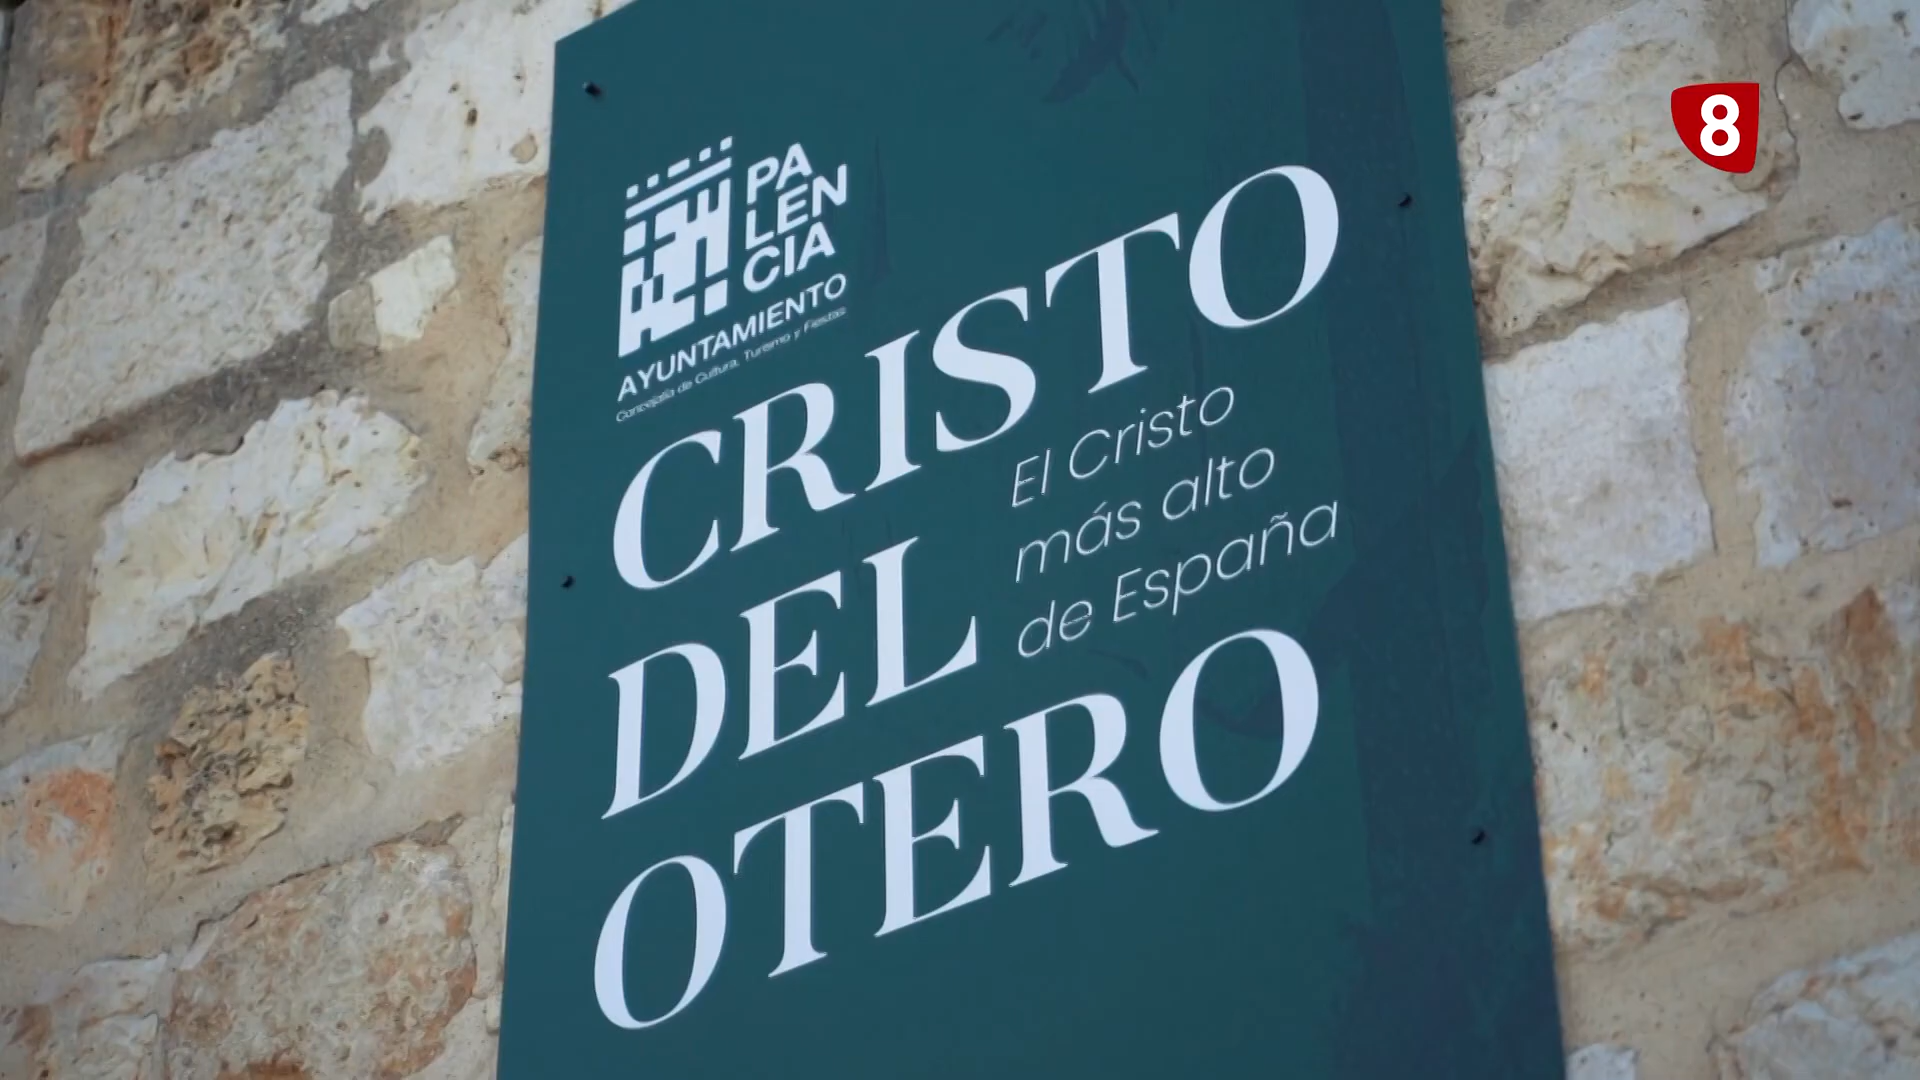 8
PA
LEN
CIA
AYUNTAMIENTO
Concejalía de Cultura, Turismo y Fiestas
CRISTO
DEL
El Cristo
más alto
de España
OTERO